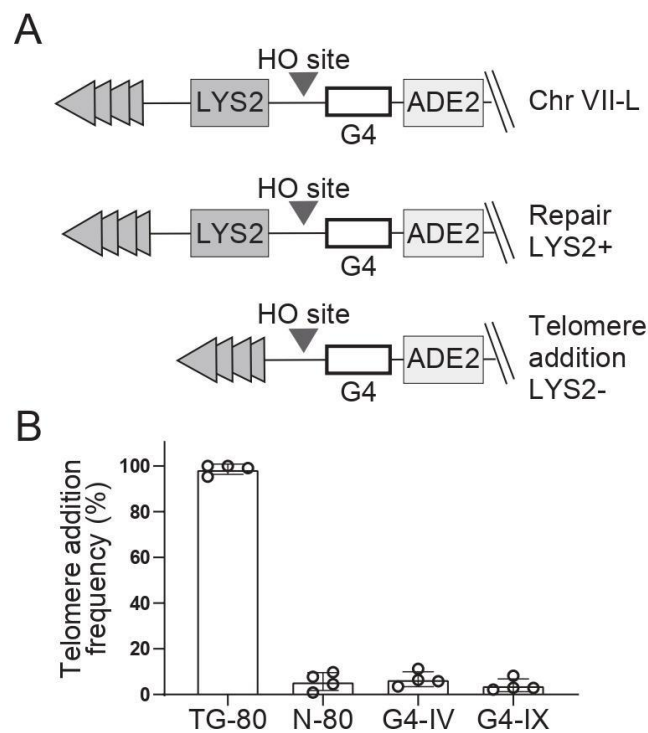 A
HO site
LYS2
G4
ADE2
Chr VII-L
HO site
LYS2
G4
ADE2
Repair
LYS2+
HO site
G4
ADE2
Telomere
addition
LYS2-
B
Telomere addition
frequency (%)
100
80
60
40
20
0
TG-80
N-80
G4-IV
G4-IX